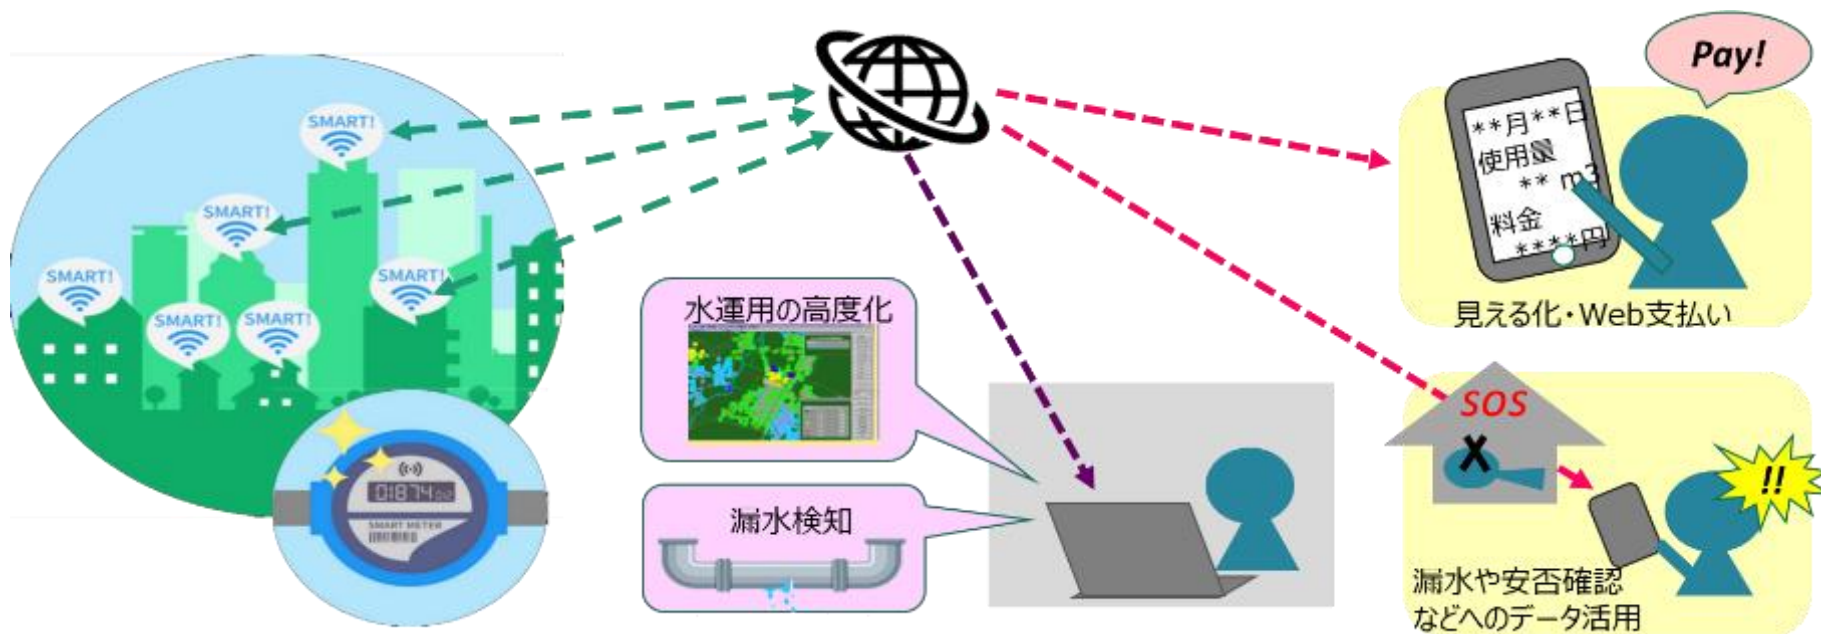 SMART!
SMART!
SMART!
SMART!
SMART!
SMART!
01874
SMART METER
水運用の高度化
漏水検知
Pay!
**月**日
使用量
** m3
料金
****円
見える化・Web支払い
SOS
X
!!
漏水や安否確認
などへのデータ活用